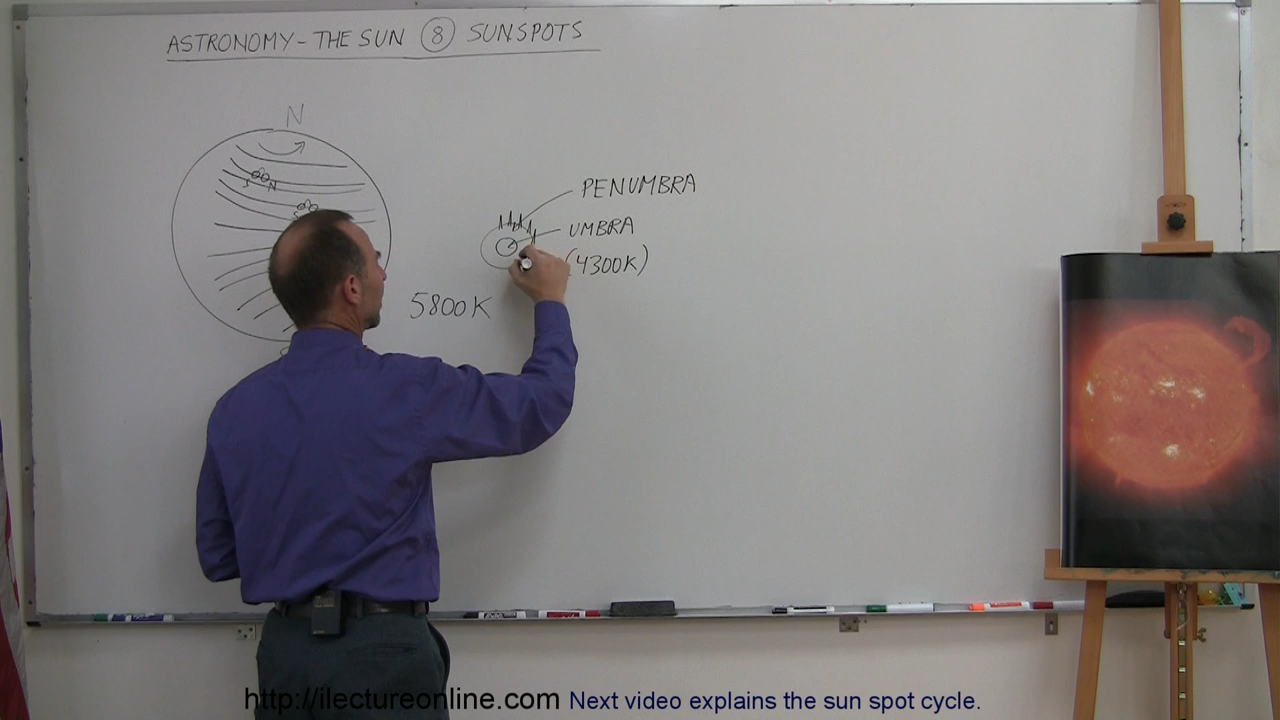 ASTRONOMY - THE SUN 8 SUNSPOTS
N
S N
S
PENUMBRA
UMBRA
(4300K)
5800K
http://ilectureonline.com Next video explains the sun spot cycle.